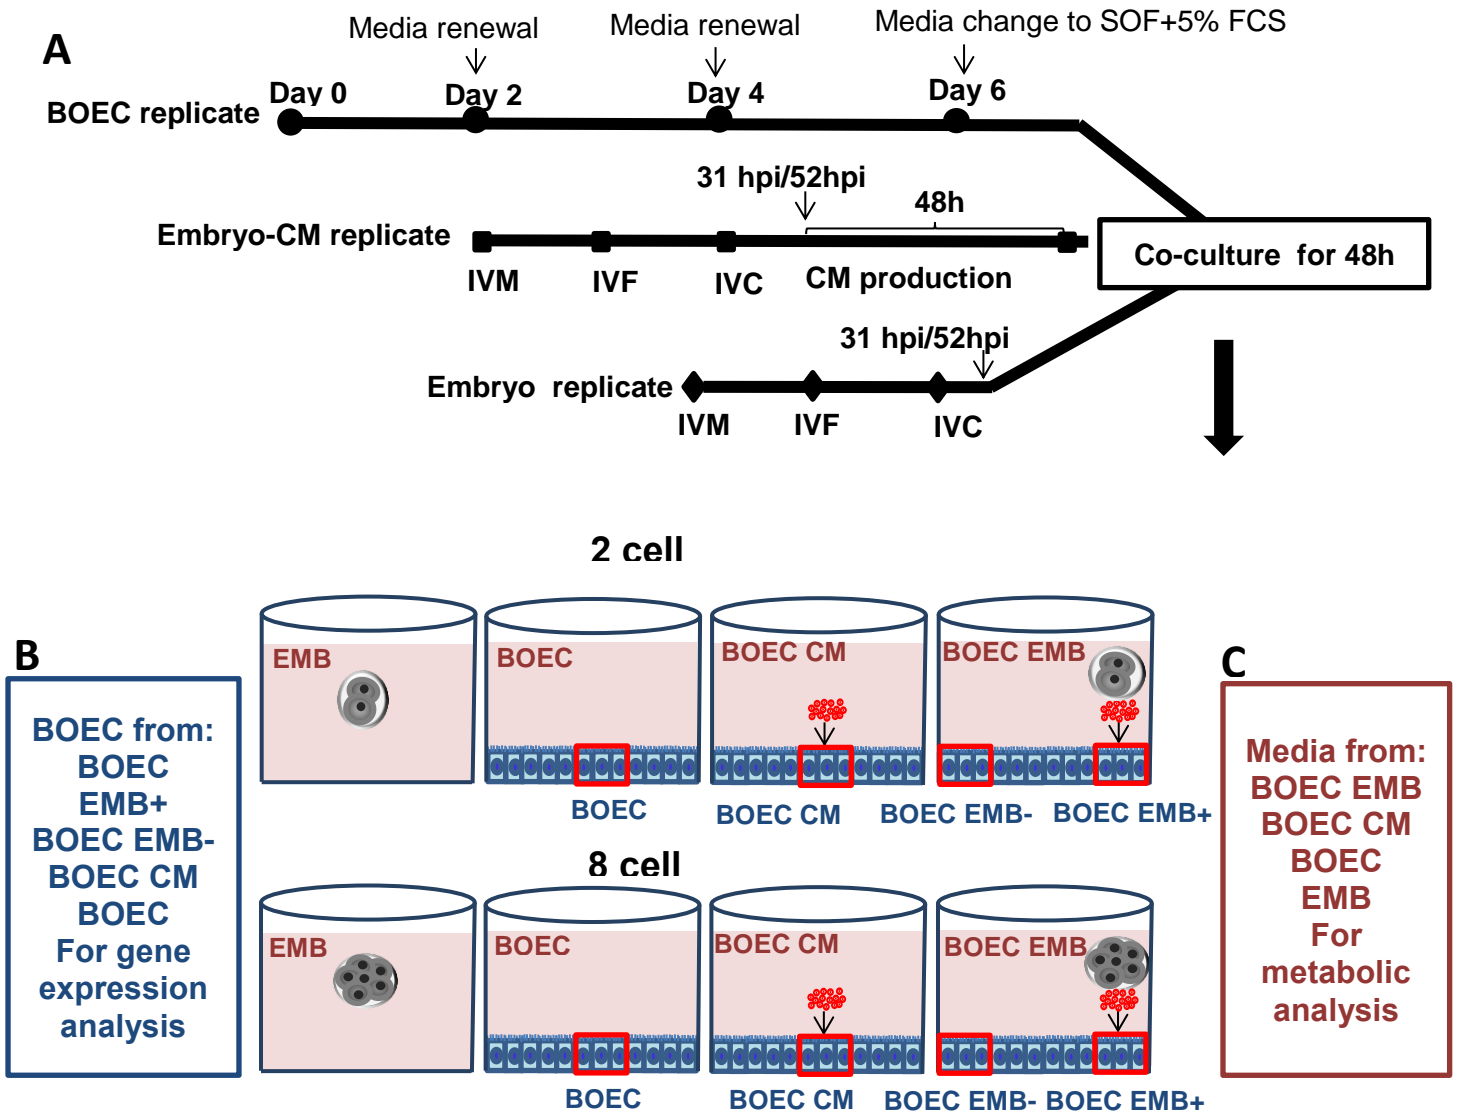 A
Media renewal
Media renewal
Media change to SOF+5% FCS
Day 0
Day 2
Day 4
Day 6
BOEC replicate
31 hpi/52hpi
48h
Embryo-CM replicate
IVM
IVF
IVC
CM production
Co-culture for 48h
31 hpi/52hpi
Embryo replicate
IVM
IVF
IVC
2 cell
B
BOEC from:
BOEC
EMB+
BOEC EMB-
BOEC CM
BOEC
For gene
expression
analysis
EMB
BOEC
BOEC CM
BOEC EMB
BOEC
BOEC CM
BOEC EMB-
BOEC EMB+
8 cell
EMB
BOEC
BOEC CM
BOEC EMB
BOEC
BOEC CM
BOEC EMB-
BOEC EMB+
C
Media from:
BOEC EMB
BOEC CM
BOEC
EMB
For
metabolic
analysis